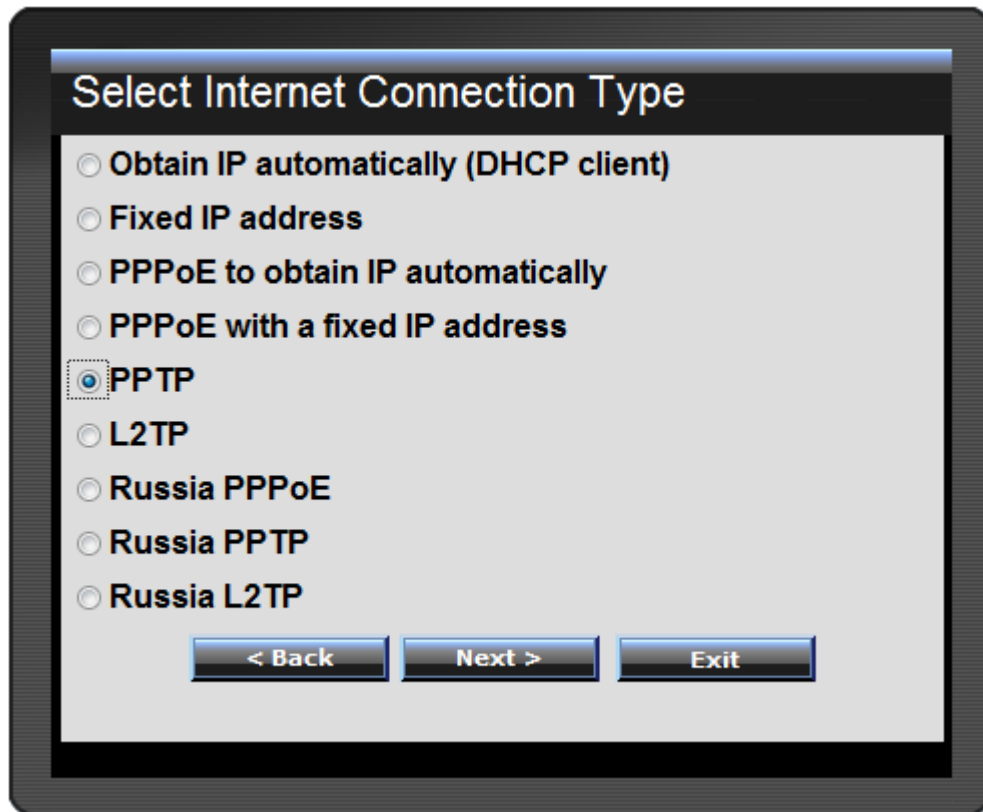 Select Internet Connection Type
Obtain IP automatically (DHCP client)
Fixed IP address
PPPoE to obtain IP automatically
PPPoE with a fixed IP address
PPTP
L2TP
Russia PPPoE
Russia PPTP
Russia L2TP
< Back Next > Exit